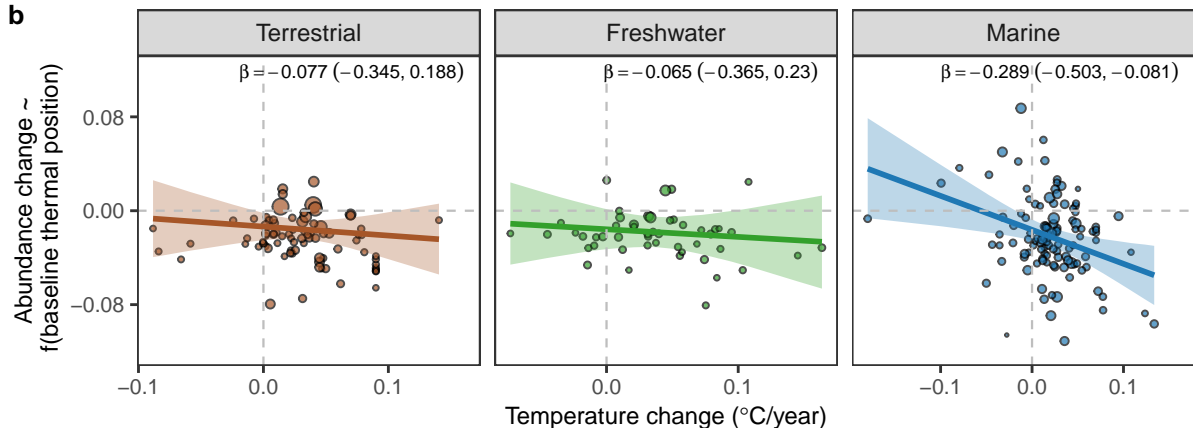 b
Terrestrial
Freshwater
Marine
β = −0.077 (−0.345, 0.188)
β = −0.065 (−0.365, 0.23)
β = −0.289 (−0.503, −0.081)
Abundance change ~
f(baseline thermal position)
0.08
0.00
−0.08
−0.1
0.0
0.1
0.0
0.1
−0.1
0.0
0.1
Temperature change (°C/year)